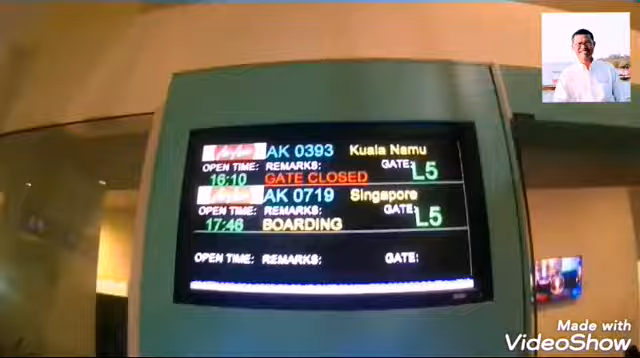 AirAsia AK 0393 Kuala Namu
OPEN TIME: REMARKS: GATE:
16:10 GATE CLOSED L5
AK 0719 Singapore
OPEN TIME: REMARKS: GATE:
17:46 BOARDING L5
OPEN TIME: REMARKS: GATE:
Made with
VideoShow